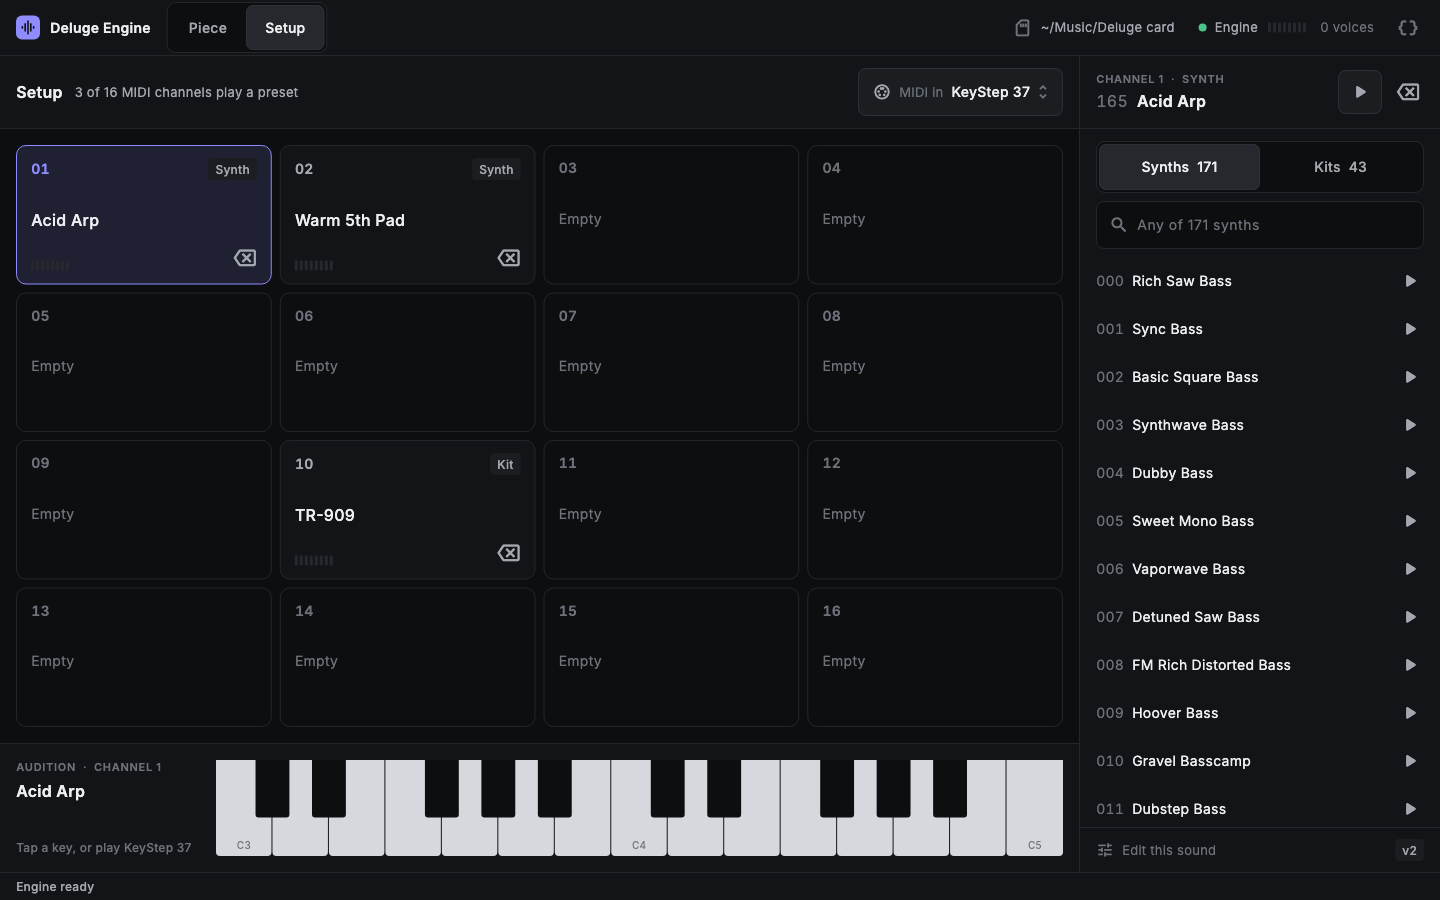 Deluge Engine
Piece
Setup
~/Music/Deluge card
Engine
0 voices
Setup
3 of 16 MIDI channels play a preset
MIDI in KeyStep 37
CHANNEL 1 · SYNTH
165 Acid Arp
01
Synth
Acid Arp
02
Synth
Warm 5th Pad
03
Empty
04
Empty
05
Empty
06
Empty
07
Empty
08
Empty
09
Empty
10
Kit
TR-909
11
Empty
12
Empty
13
Empty
14
Empty
15
Empty
16
Empty
Synths 171
Kits 43
Any of 171 synths
000 Rich Saw Bass
001 Sync Bass
002 Basic Square Bass
003 Synthwave Bass
004 Dubby Bass
005 Sweet Mono Bass
006 Vaporwave Bass
007 Detuned Saw Bass
008 FM Rich Distorted Bass
009 Hoover Bass
010 Gravel Basscamp
011 Dubstep Bass
Edit this sound
v2
AUDITION · CHANNEL 1
Acid Arp
Tap a key, or play KeyStep 37
C3
C4
C5
Engine ready